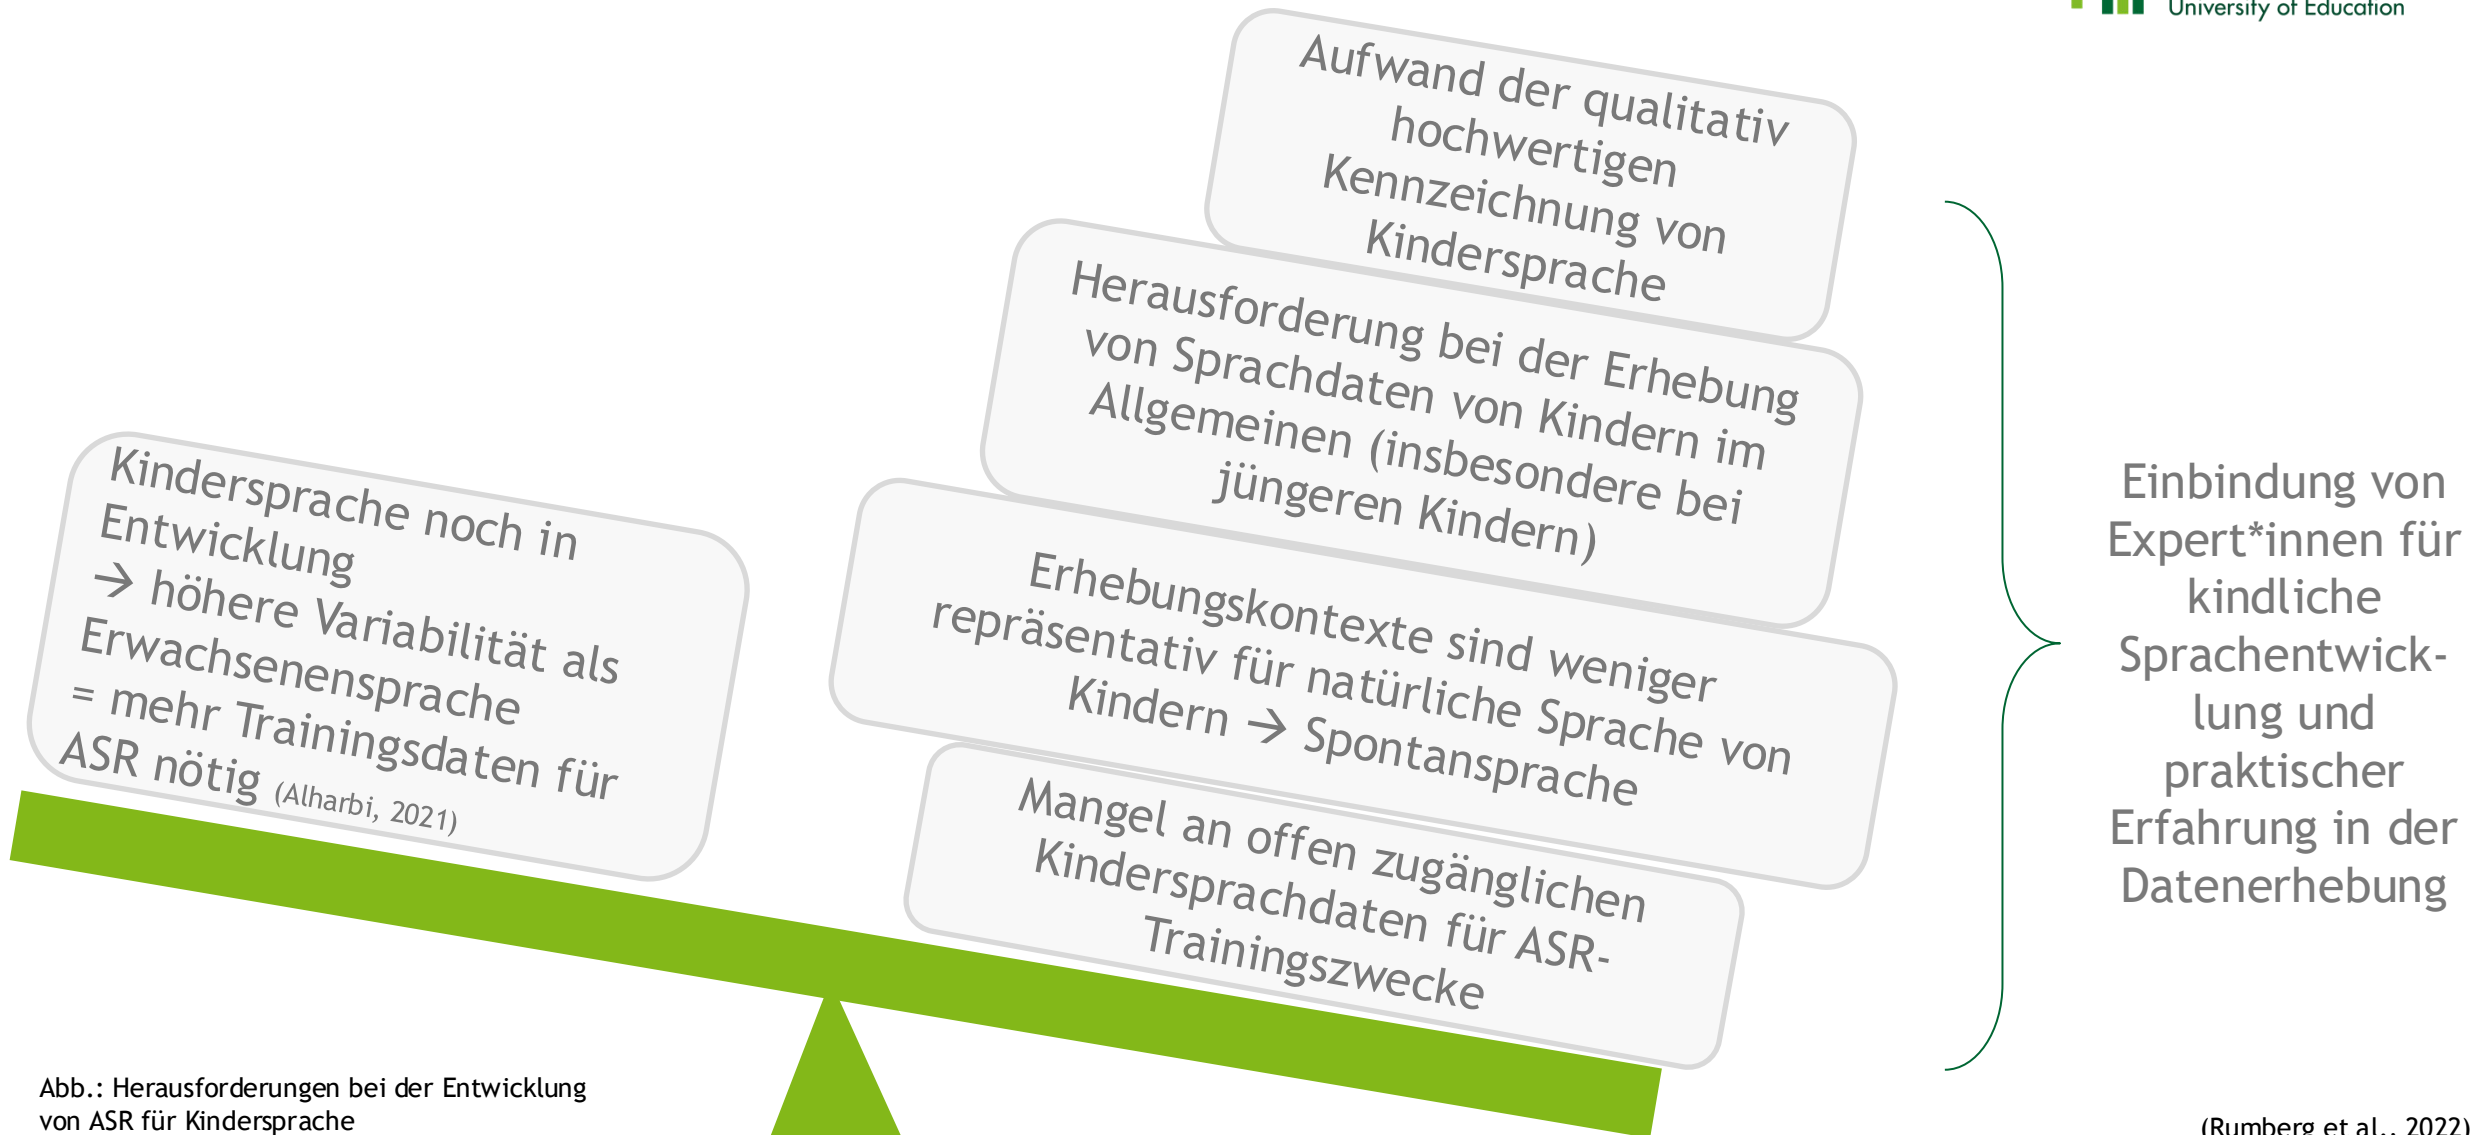 University of Education
Aufwand der qualitativ
hochwertigen
Kennzeichnung von
Kindersprache
Herausforderung bei der Erhebung
von Sprachdaten von Kindern im
Allgemeinen (insbesondere bei
jüngeren Kindern)
Erhebungskontexte sind weniger
repräsentativ für natürliche Sprache von
Kindern → Spontansprache
Mangel an offen zugänglichen
Kindersprachdaten für ASR-
Trainingszwecke
Kindersprache noch in
Entwicklung
→ höhere Variabilität als
Erwachsenensprache
= mehr Trainingsdaten für
ASR nötig (Alharbi, 2021)
Einbindung von
Expert*innen für
kindliche
Sprachentwick-
lung und
praktischer
Erfahrung in der
Datenerhebung
Abb.: Herausforderungen bei der Entwicklung
von ASR für Kindersprache
(Rumberg et al., 2022)